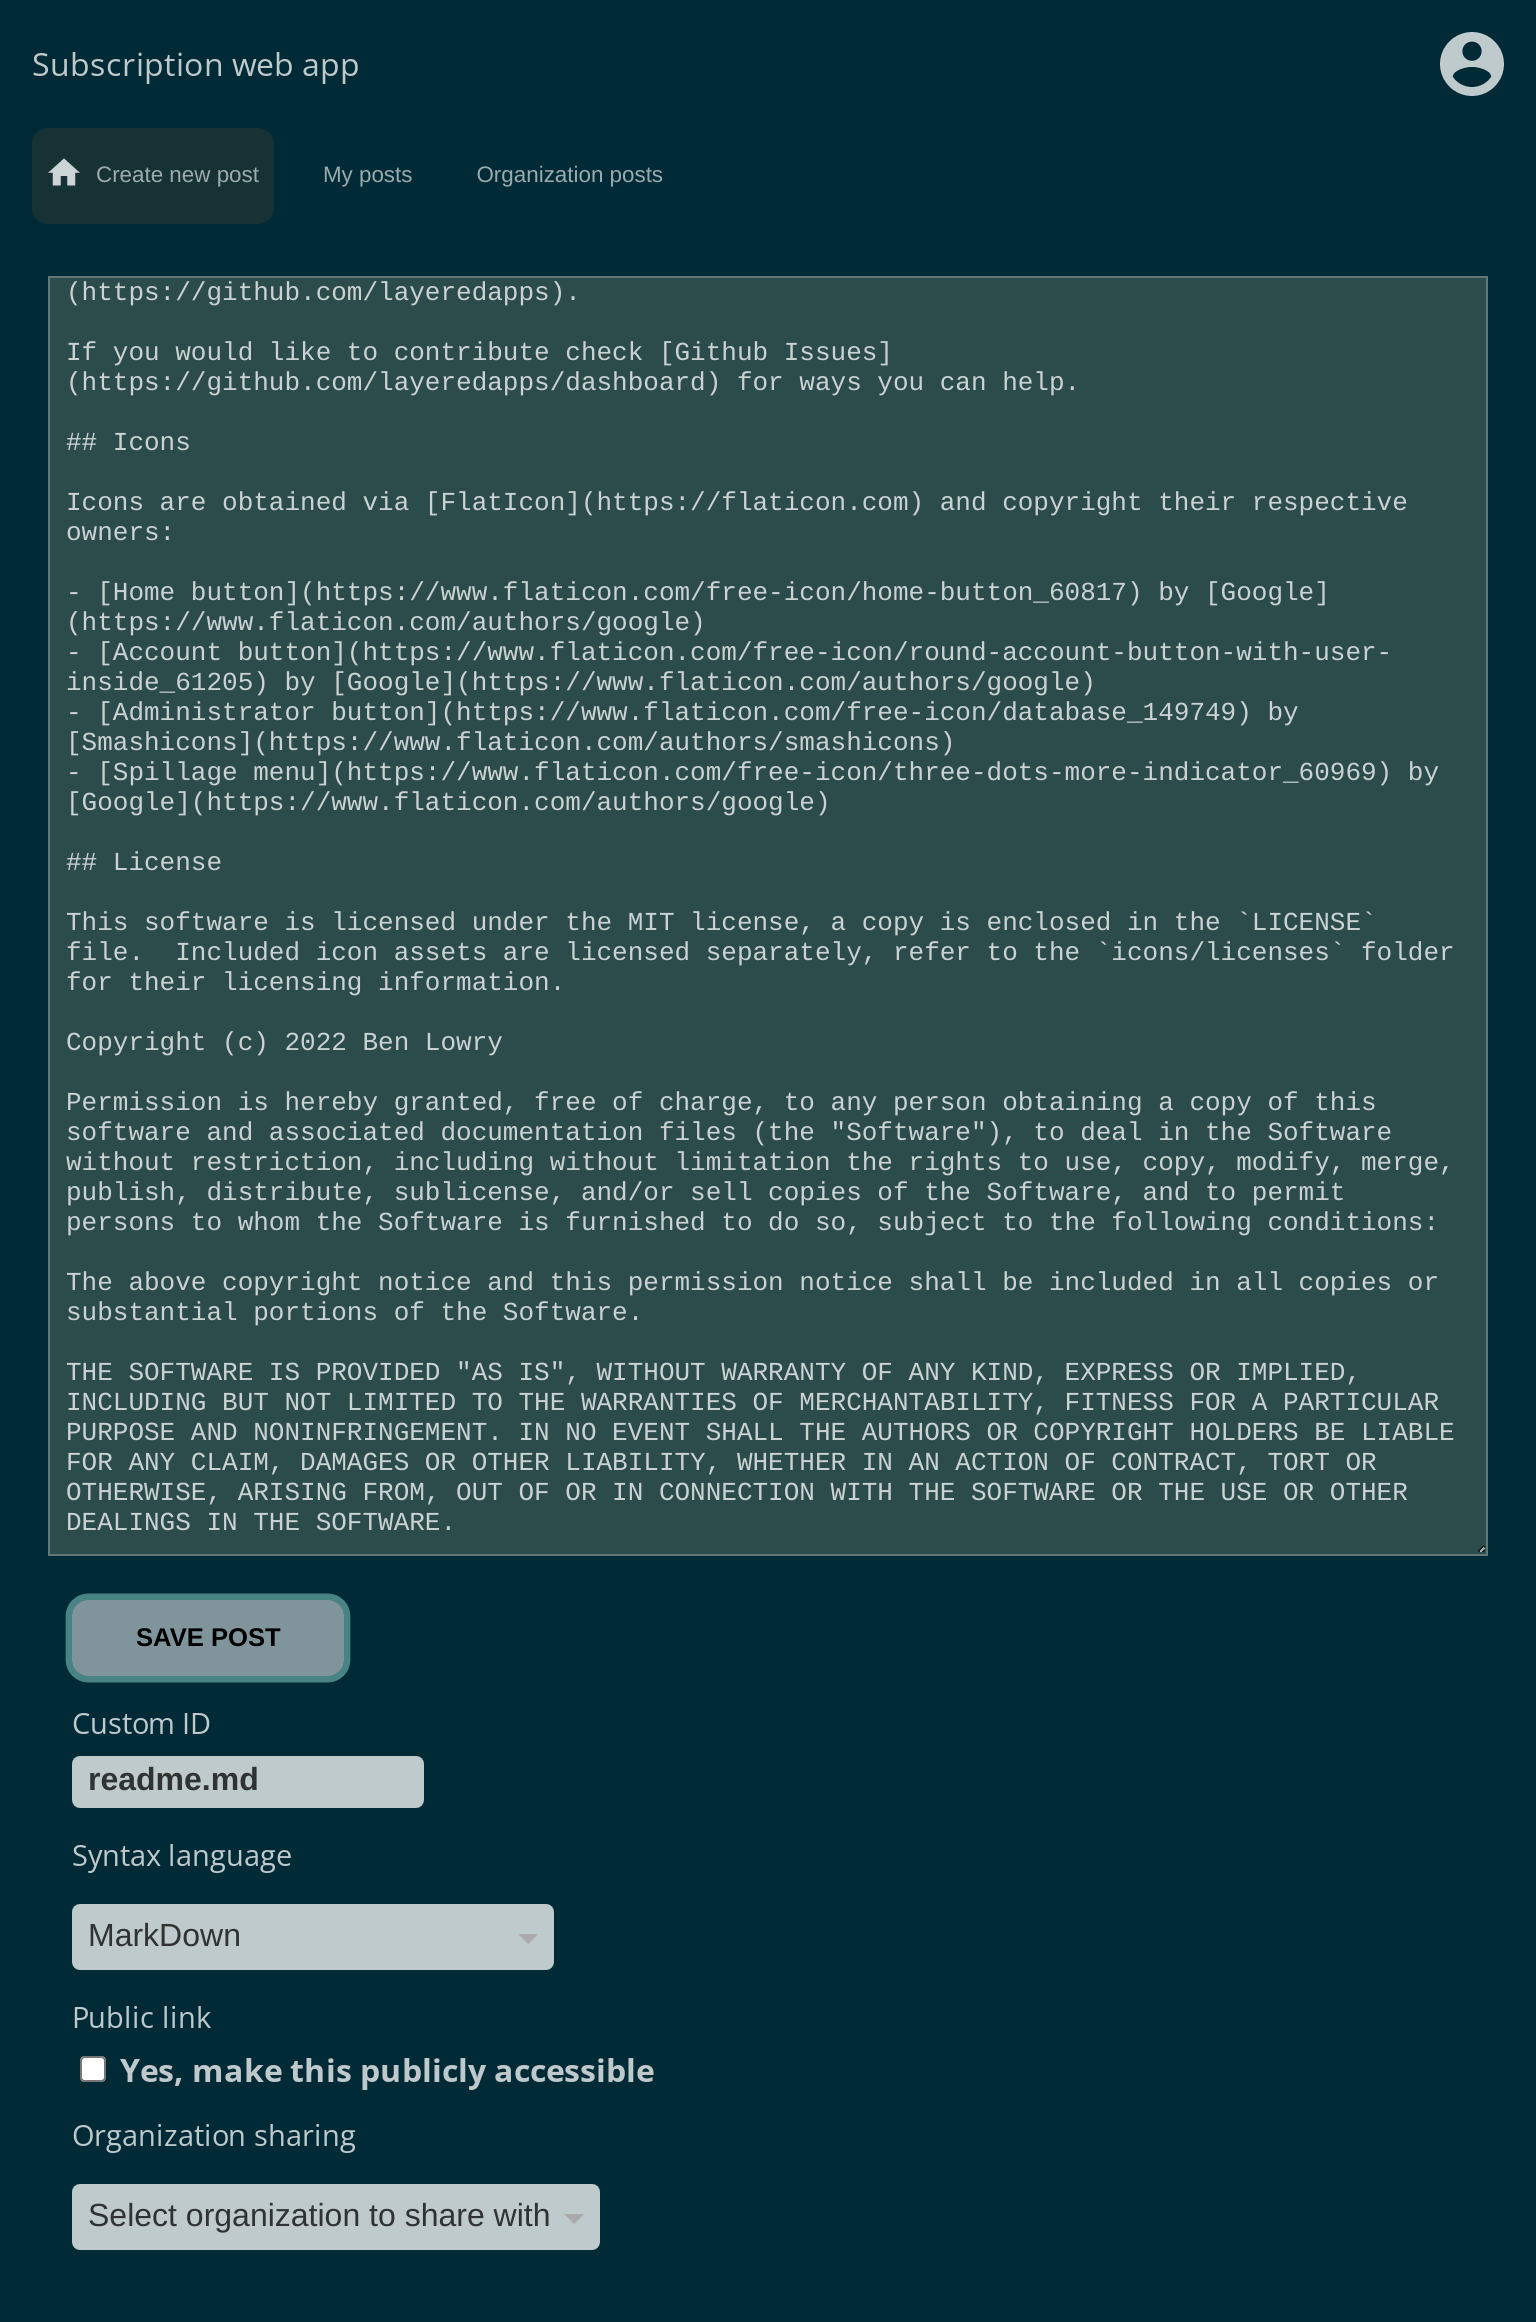 Subscription web app
Create new post
My posts
Organization posts
(https://github.com/layeredapps).
If you would like to contribute check [Github Issues]
(https://github.com/layeredapps/dashboard) for ways you can help.
## Icons
Icons are obtained via [FlatIcon](https://flaticon.com) and copyright their respective
owners:
- [Home button](https://www.flaticon.com/free-icon/home-button_60817) by [Google]
(https://www.flaticon.com/authors/google)
- [Account button](https://www.flaticon.com/free-icon/round-account-button-with-user-
inside_61205) by [Google](https://www.flaticon.com/authors/google)
- [Administrator button](https://www.flaticon.com/free-icon/database_149749) by
[Smashicons](https://www.flaticon.com/authors/smashicons)
- [Spillage menu](https://www.flaticon.com/free-icon/three-dots-more-indicator_60969) by
[Google](https://www.flaticon.com/authors/google)
## License
This software is licensed under the MIT license, a copy is enclosed in the `LICENSE`
file.  Included icon assets are licensed separately, refer to the `icons/licenses` folder
for their licensing information.
Copyright (c) 2022 Ben Lowry
Permission is hereby granted, free of charge, to any person obtaining a copy of this
software and associated documentation files (the "Software"), to deal in the Software
without restriction, including without limitation the rights to use, copy, modify, merge,
publish, distribute, sublicense, and/or sell copies of the Software, and to permit
persons to whom the Software is furnished to do so, subject to the following conditions:
The above copyright notice and this permission notice shall be included in all copies or
substantial portions of the Software.
THE SOFTWARE IS PROVIDED "AS IS", WITHOUT WARRANTY OF ANY KIND, EXPRESS OR IMPLIED,
INCLUDING BUT NOT LIMITED TO THE WARRANTIES OF MERCHANTABILITY, FITNESS FOR A PARTICULAR
PURPOSE AND NONINFRINGEMENT. IN NO EVENT SHALL THE AUTHORS OR COPYRIGHT HOLDERS BE LIABLE
FOR ANY CLAIM, DAMAGES OR OTHER LIABILITY, WHETHER IN AN ACTION OF CONTRACT, TORT OR
OTHERWISE, ARISING FROM, OUT OF OR IN CONNECTION WITH THE SOFTWARE OR THE USE OR OTHER
DEALINGS IN THE SOFTWARE.
SAVE POST
Custom ID
readme.md
Syntax language
MarkDown
Public link
Yes, make this publicly accessible
Organization sharing
Select organization to share with